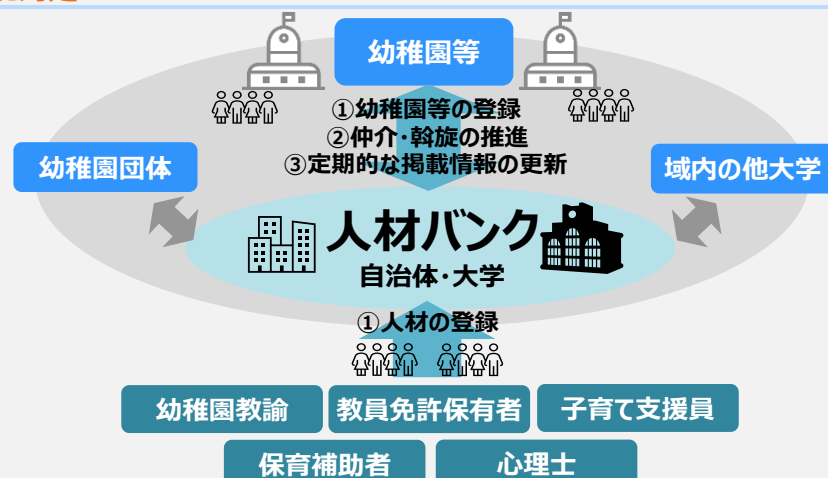 幼稚園等
①幼稚園等の登録
②仲介・斡旋の推進
③定期的な掲載情報の更新
幼稚園団体
域内の他大学
人材バンク
自治体・大学
①人材の登録
幼稚園教諭
教員免許保有者
子育て支援員
保育補助者
心理士